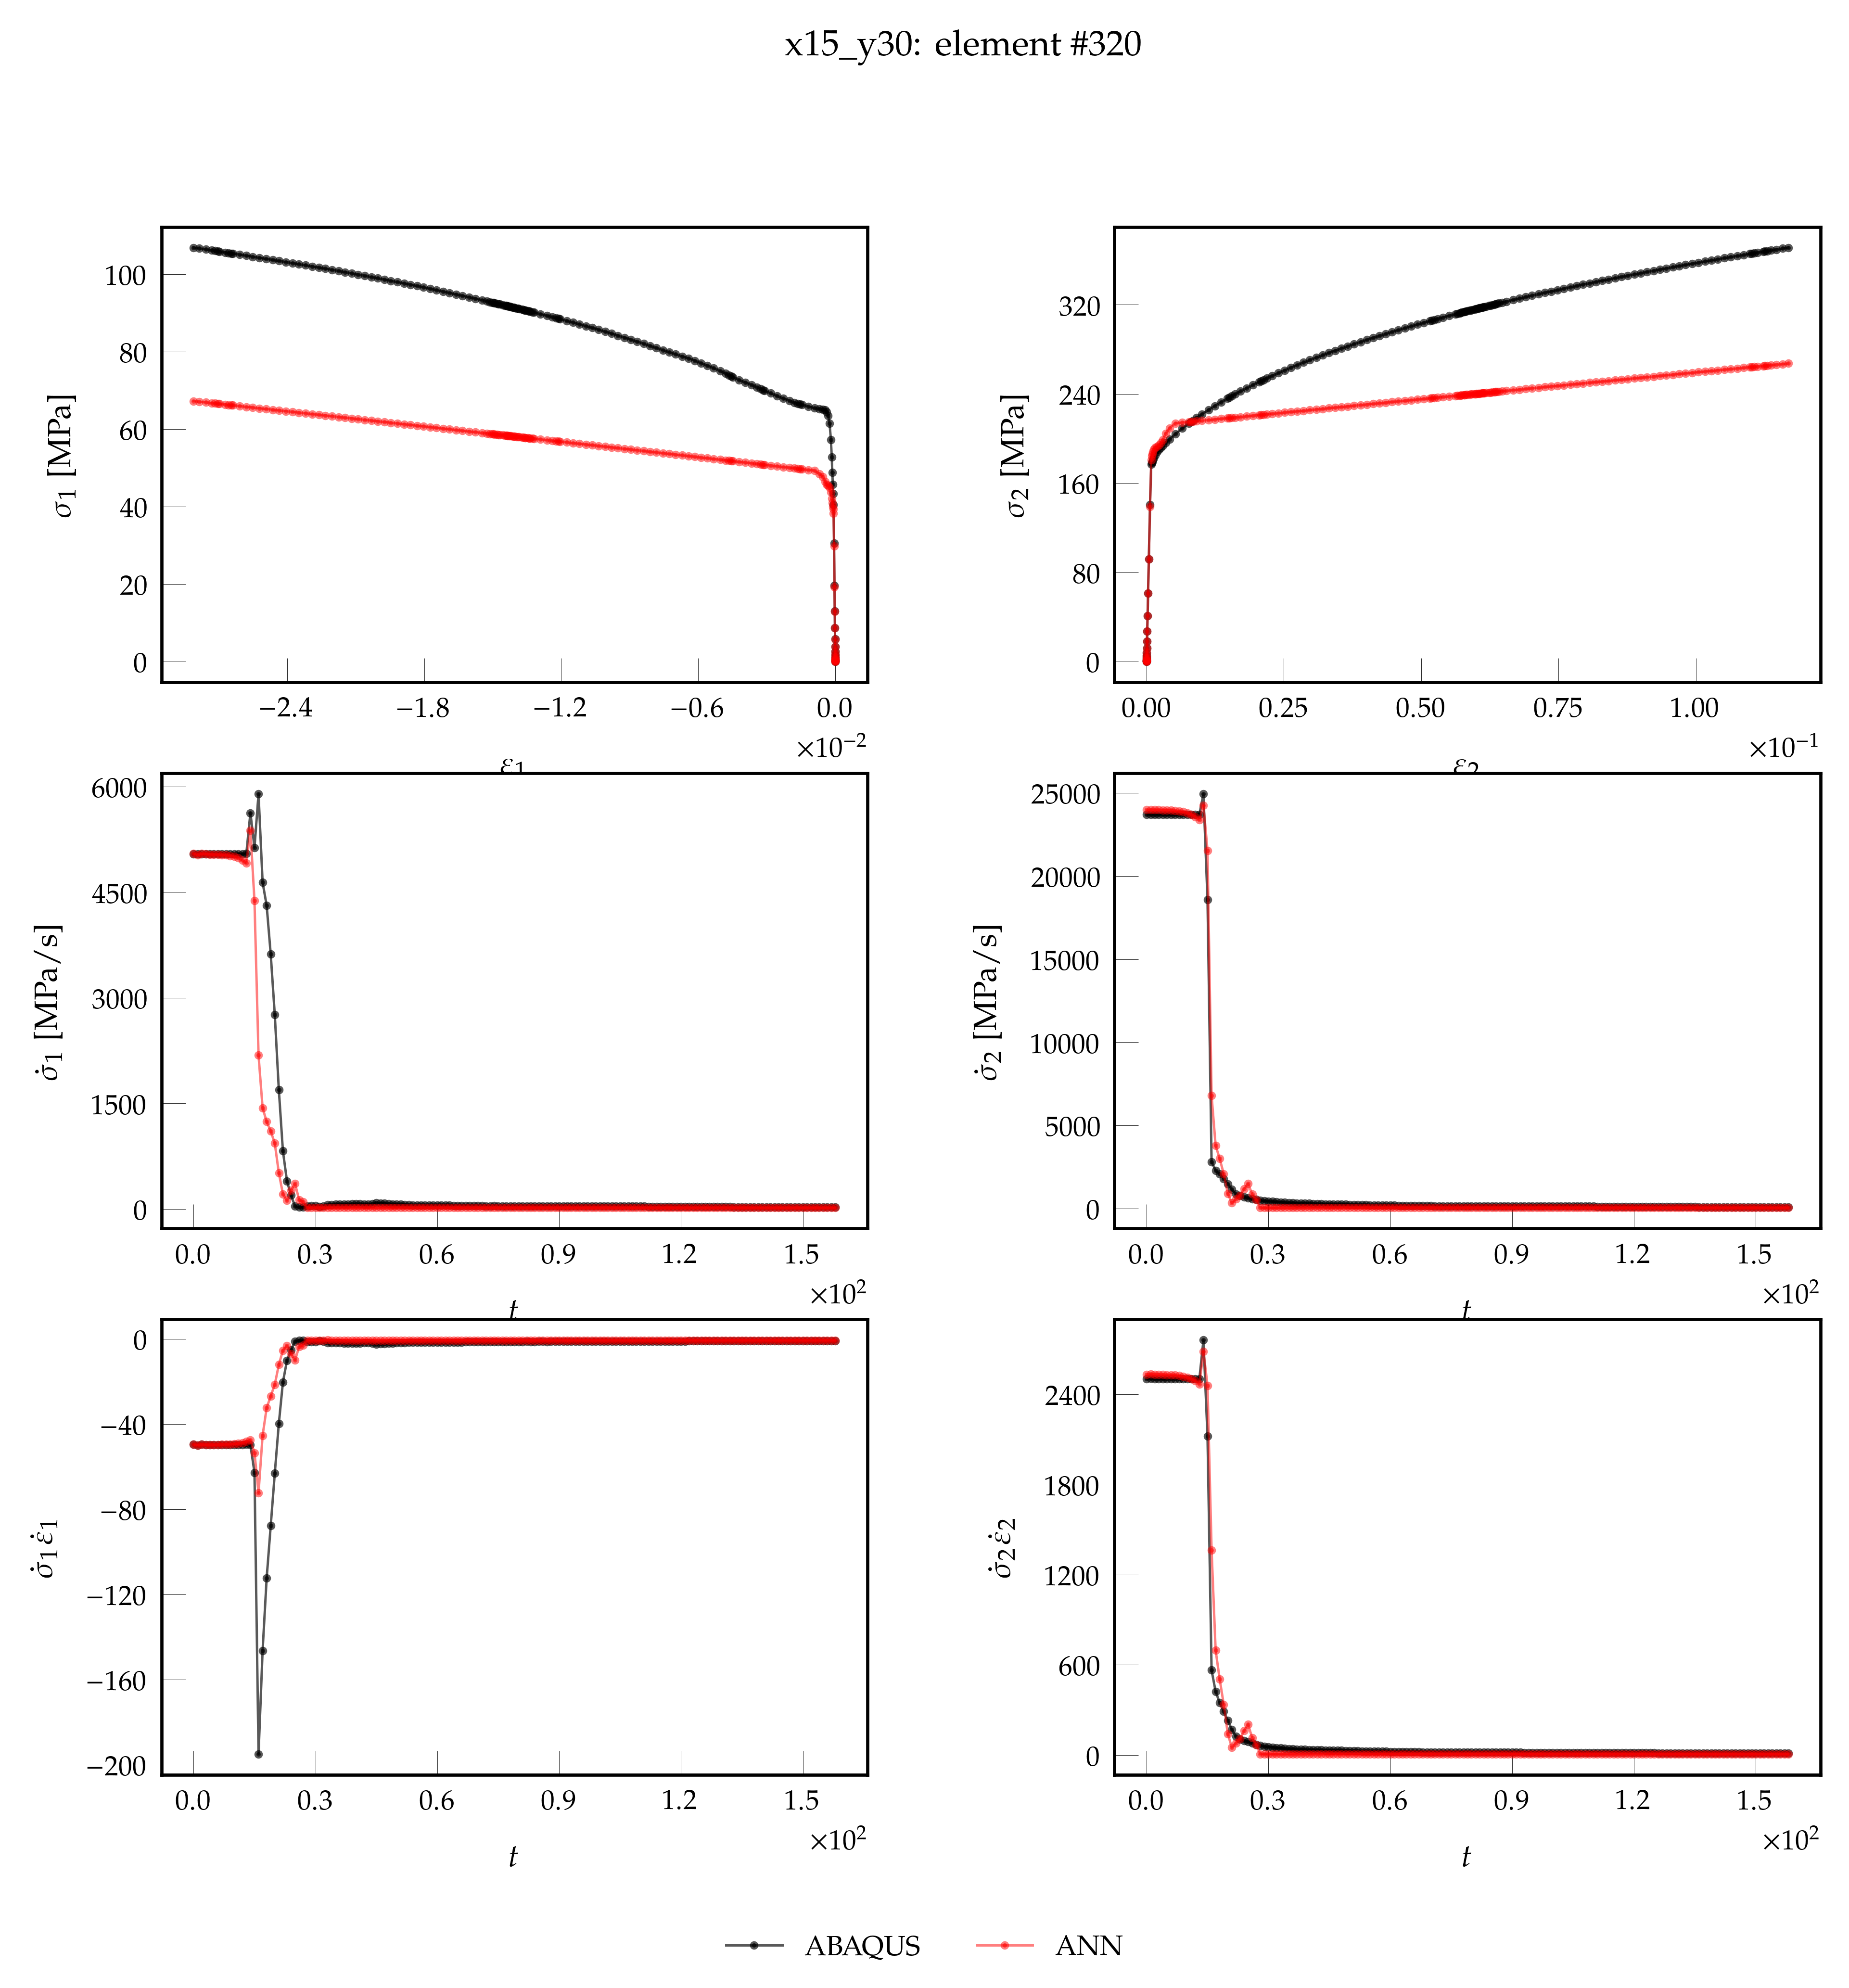 x15_y30: element #320
σ₁ [MPa]
100
80
60
40
20
0
−2.4 −1.8 −1.2 −0.6 0.0
×10⁻²
ε₁
σ₂ [MPa]
320
240
160
80
0
0.00 0.25 0.50 0.75 1.00
×10⁻¹
ε₂
σ̇₁ [MPa/s]
6000
4500
3000
1500
0
0.0 0.3 0.6 0.9 1.2 1.5
×10²
t
σ̇₂ [MPa/s]
25000
20000
15000
10000
5000
0
0.0 0.3 0.6 0.9 1.2 1.5
×10²
t
σ̇₁ε̇₁
0
−40
−80
−120
−160
−200
0.0 0.3 0.6 0.9 1.2 1.5
×10²
t
σ̇₂ε̇₂
2400
1800
1200
600
0
0.0 0.3 0.6 0.9 1.2 1.5
×10²
t
ABAQUS ANN